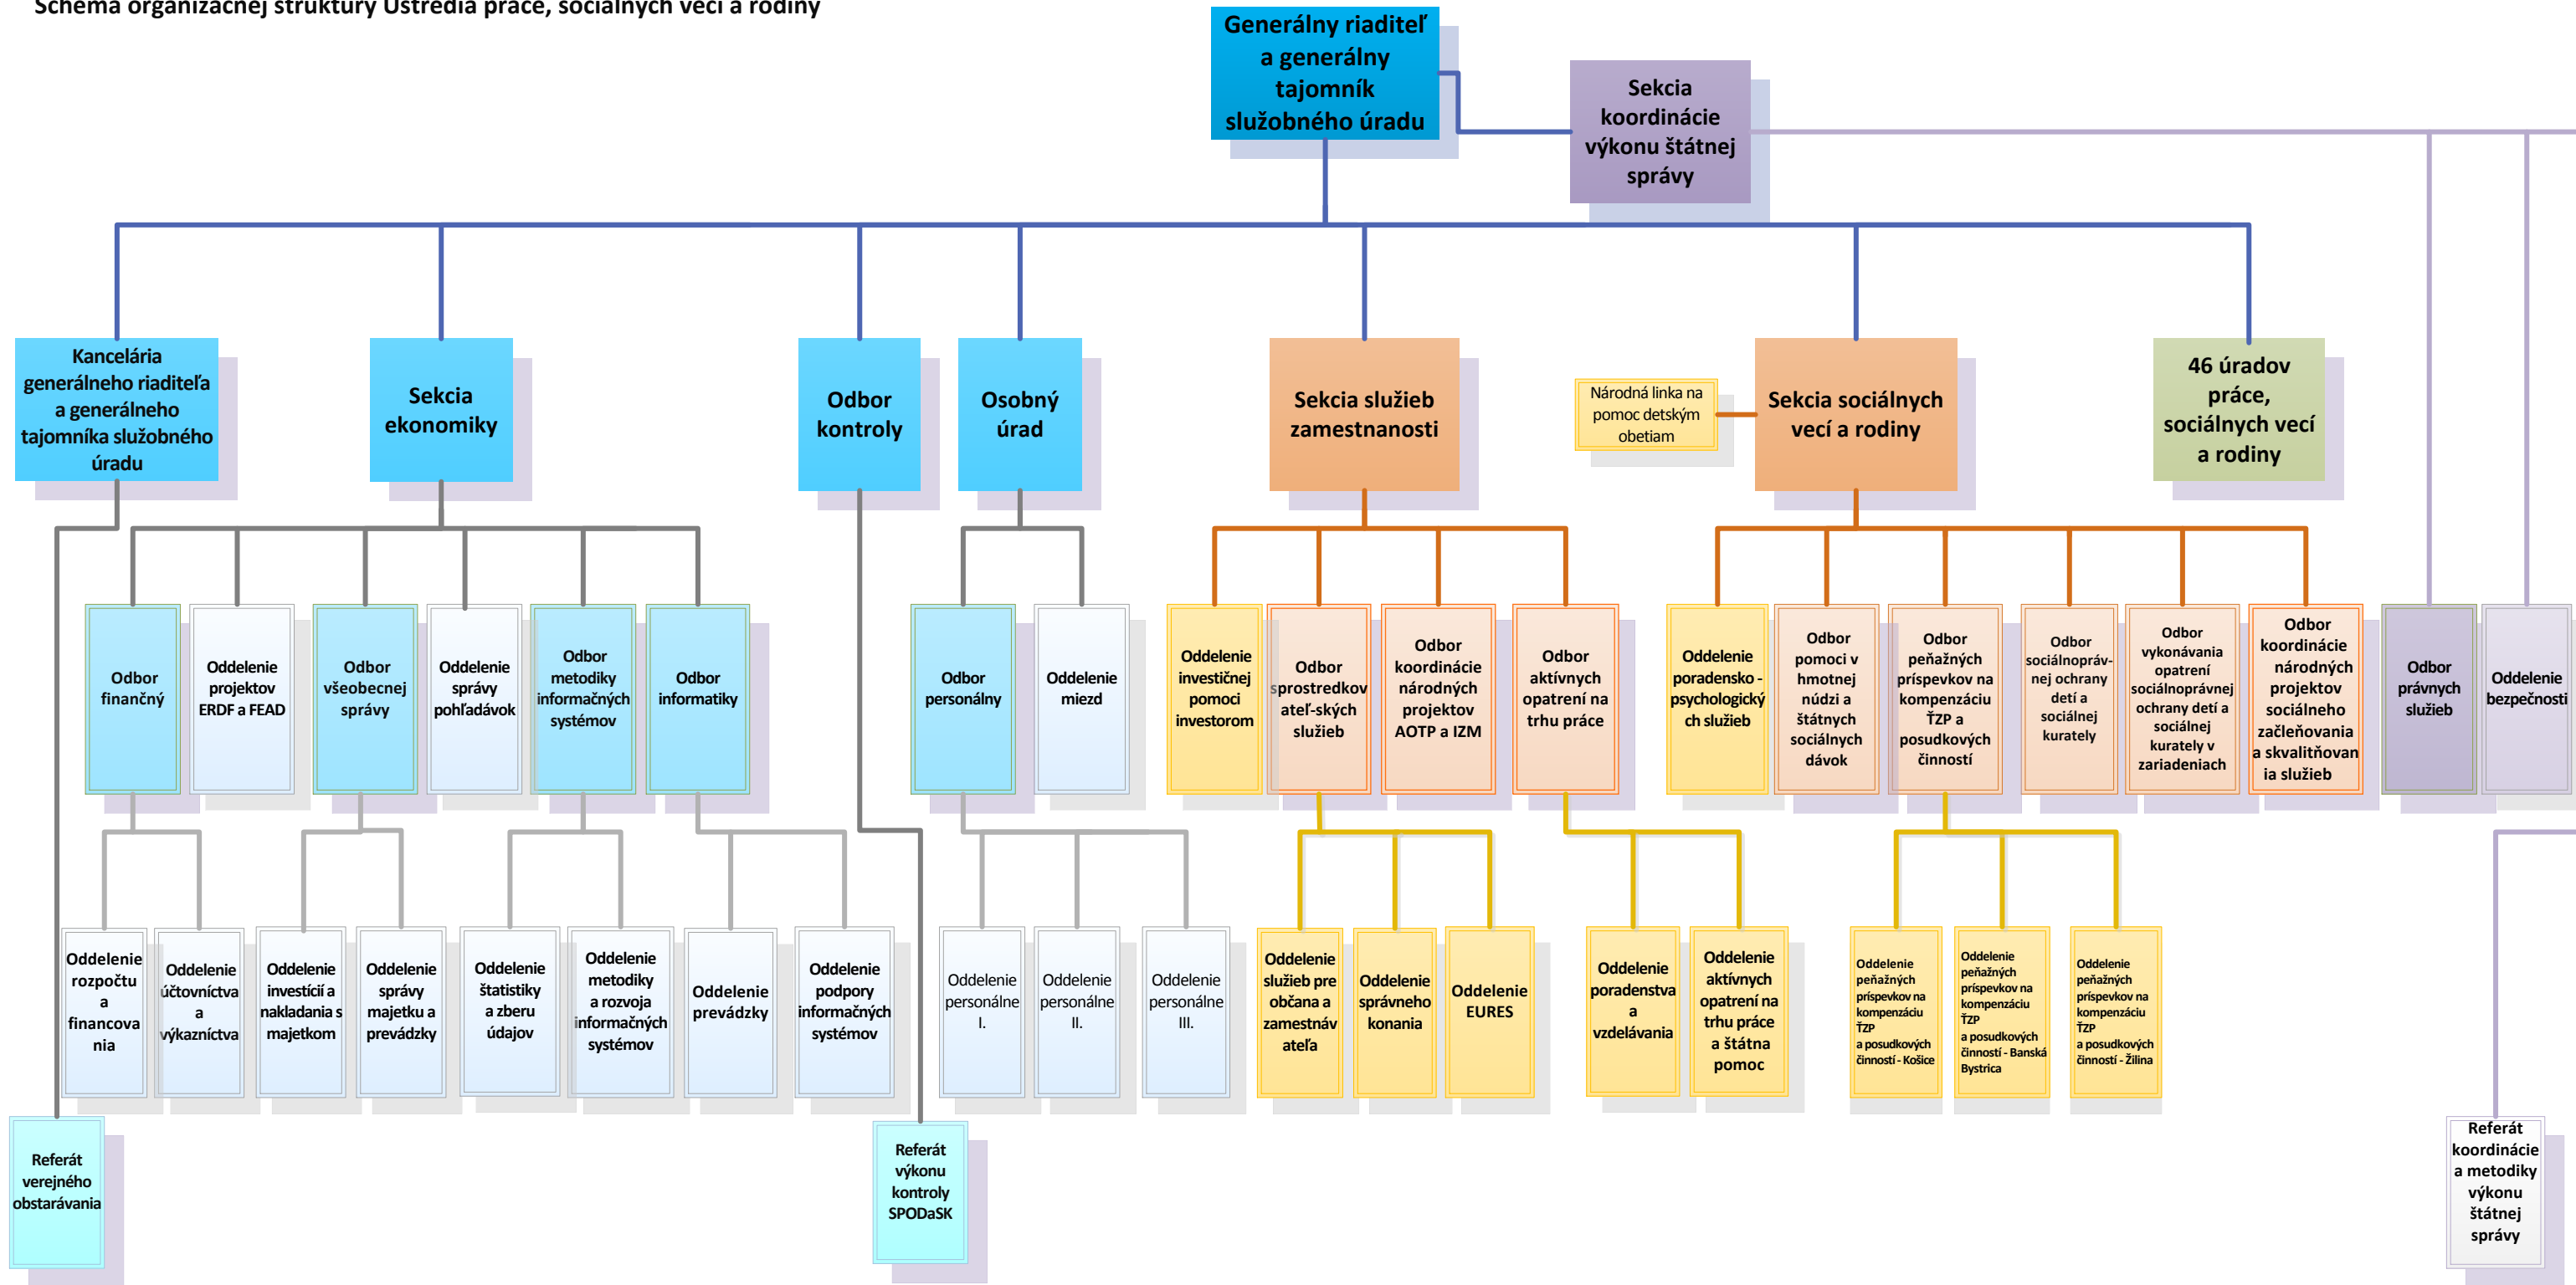 Schéma organizačnej štruktúry Ústredia práce, sociálnych vecí a rodiny
Generálny riaditeľ
a generálny
tajomník
služobného úradu
Sekcia
koordinácie
výkonu štátnej
správy
Kancelária
generálneho riaditeľa
a generálneho
tajomníka služobného
úradu
Sekcia
ekonomiky
Odbor
kontroly
Osobný
úrad
Sekcia služieb
zamestnanosti
Národná linka na
pomoc detským
obetiam
Sekcia sociálnych
vecí a rodiny
46 úradov
práce,
sociálnych vecí
a rodiny
Odbor
finančný
Oddelenie
projektov
ERDF a FEAD
Odbor
všeobecnej
správy
Oddelenie
správy
pohľadávok
Odbor
metodiky
informačných
systémov
Odbor
informatiky
Odbor
personálny
Oddelenie
miezd
Oddelenie
investičnej
pomoci
investorom
Odbor
sprostredkov
ateľ-ských
služieb
Odbor
koordinácie
národných
projektov
AOTP a IZM
Odbor
aktívnych
opatrení na
trhu práce
Oddelenie
poradensko -
psychologický
ch služieb
Odbor
pomoci v
hmotnej
núdzi a
štátnych
sociálnych
dávok
Odbor
peňažných
príspevkov na
kompenzáciu
ŤZP a
posudkových
činností
Odbor
sociálnopráv-
nej ochrany
detí a
sociálnej
kurately
Odbor
vykonávania
opatrení
sociálnoprávnej
ochrany detí a
sociálnej
kurately v
zariadeniach
Odbor
koordinácie
národných
projektov
sociálneho
začleňovania
a skvalitňovan
ia služieb
Odbor
právnych
služieb
Oddelenie
bezpečnosti
Oddelenie
rozpočtu
a
financova
nia
Oddelenie
účtovníctva
a
výkazníctva
Oddelenie
investícií a
nakladania s
majetkom
Oddelenie
správy
majetku a
prevádzky
Oddelenie
štatistiky
a zberu
údajov
Oddelenie
metodiky
a rozvoja
informačných
systémov
Oddelenie
prevádzky
Oddelenie
podpory
informačných
systémov
Oddelenie
personálne
I.
Oddelenie
personálne
II.
Oddelenie
personálne
III.
Oddelenie
služieb pre
občana a
zamestnáv
ateľa
Oddelenie
správneho
konania
Oddelenie
EURES
Oddelenie
poradenstva
a
vzdelávania
Oddelenie
aktívnych
opatrení na
trhu práce
a štátna
pomoc
Oddelenie
peňažných
príspevkov na
kompenzáciu
ŤZP
a posudkových
činností - Košice
Oddelenie
peňažných
príspevkov na
kompenzáciu
ŤZP
a posudkových
činností - Banská
Bystrica
Oddelenie
peňažných
príspevkov na
kompenzáciu
ŤZP
a posudkových
činností - Žilina
Referát
verejného
obstarávania
Referát
výkonu
kontroly
SPODaSK
Referát
koordinácie
a metodiky
výkonu
štátnej
správy